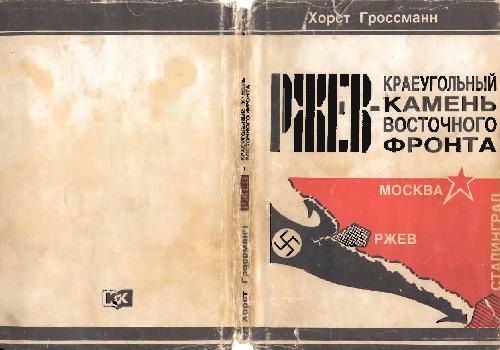 Хорст Гроссманн
РЖЕВ-
КРАЕУГОЛЬНЫЙ
КАМЕНЬ
ВОСТОЧНОГО
ФРОНТА
МОСКВА
РЖЕВ
СТАЛИНГРАД
Хорст Гроссманн
РЖЕВ -
КРАЕУГОЛЬНЫЙ КАМЕНЬ
ВОСТОЧНОГО ФРОНТА